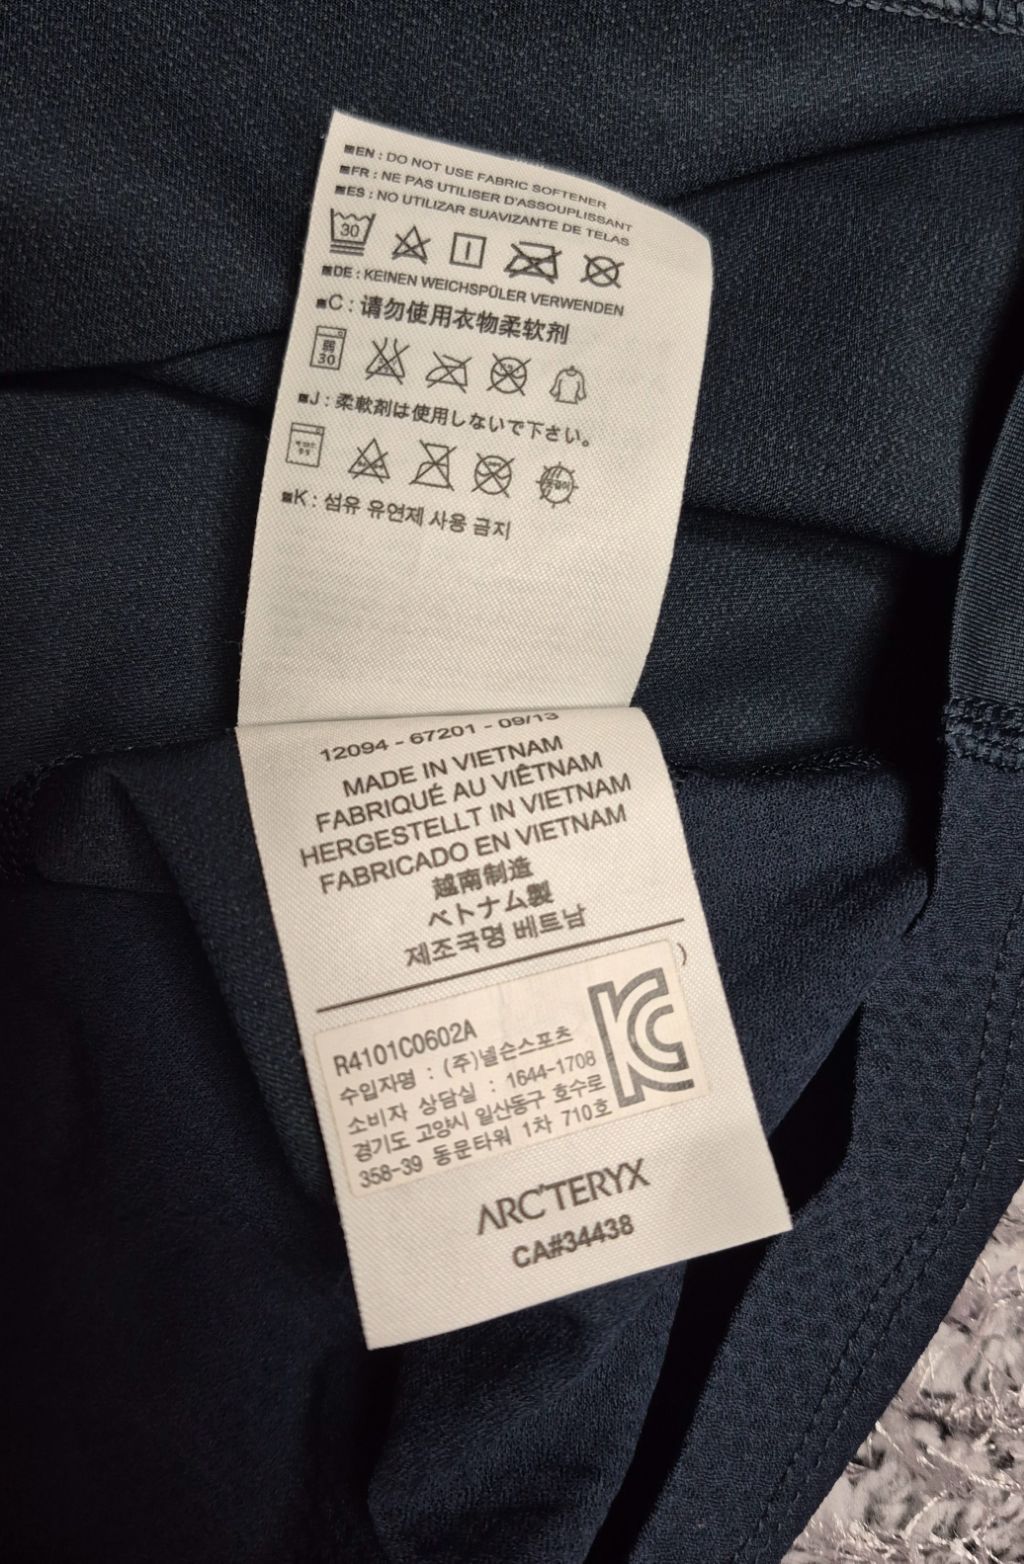 ■EN : DO NOT USE FABRIC SOFTENER
■FR : NE PAS UTILISER D'ASSOUPLISSANT
■ES : NO UTILIZAR SUAVIZANTE DE TELAS
30
■DE : KEINEN WEICHSPÜLER VERWENDEN
■C : 请勿使用衣物柔软剂
弱
30
■J : 柔軟剤は使用しないで下さい。
■K : 섬유 유연제 사용 금지
12094 - 67201 - 09/13
MADE IN VIETNAM
FABRIQUÉ AU VIÊTNAM
HERGESTELLT IN VIETNAM
FABRICADO EN VIETNAM
越南制造
ベトナム製
제조국명 베트남
)
R4101C0602A
수입자명 : (주)넬슨스포츠
소비자 상담실 : 1644-1708
경기도 고양시 일산동구 호수로
358-39 동문타워 1차 710호
ARC'TERYX
CA#34438